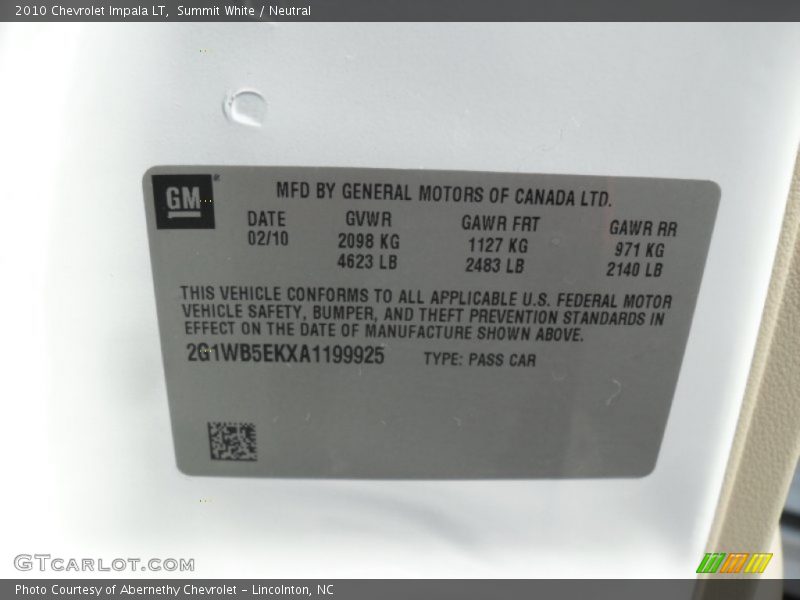 2010 Chevrolet Impala LT, Summit White / Neutral
GM
MFD BY GENERAL MOTORS OF CANADA LTD.
DATE GVWR GAWR FRT GAWR RR
02/10 2098 KG 1127 KG 971 KG
4623 LB 2483 LB 2140 LB
THIS VEHICLE CONFORMS TO ALL APPLICABLE U.S. FEDERAL MOTOR
VEHICLE SAFETY, BUMPER, AND THEFT PREVENTION STANDARDS IN
EFFECT ON THE DATE OF MANUFACTURE SHOWN ABOVE.
2G1WB5EKXA1199925 TYPE: PASS CAR
GTCARLOT.COM
Photo Courtesy of Abernethy Chevrolet - Lincolnton, NC